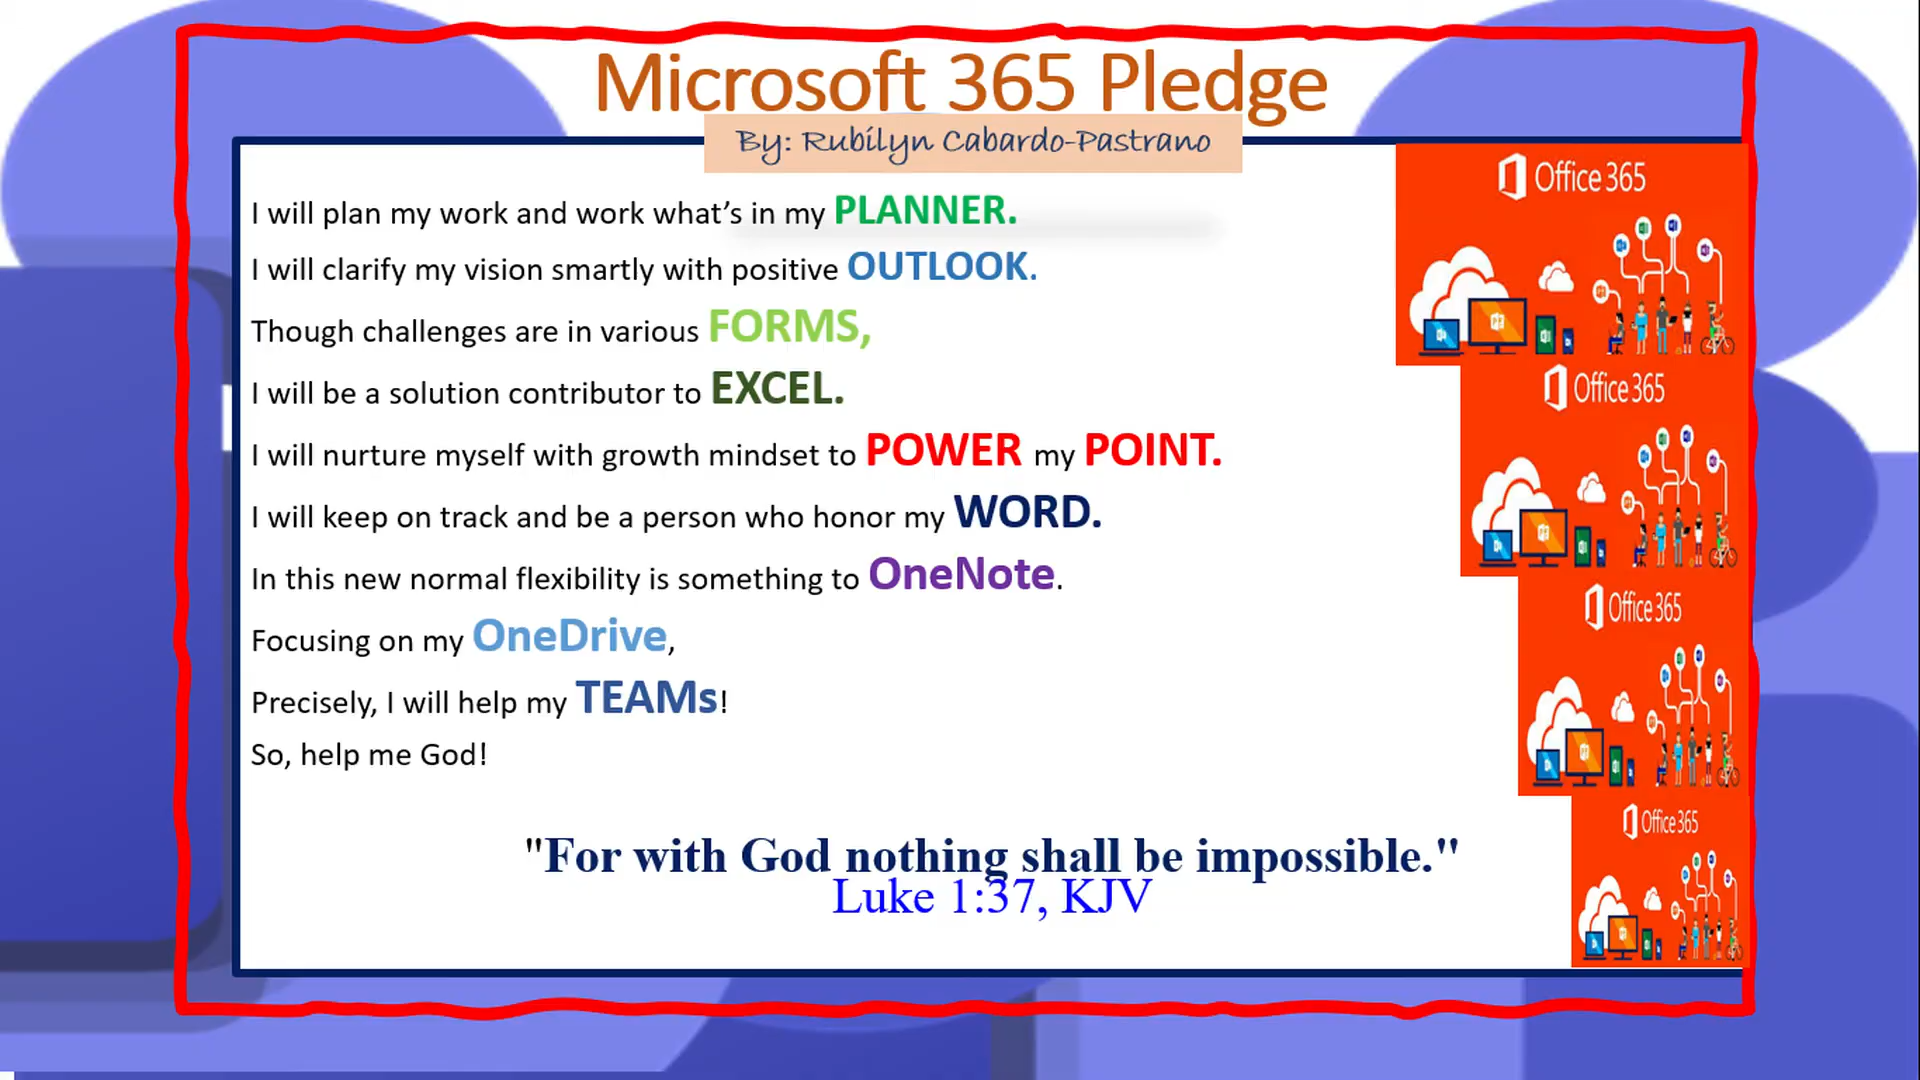 Microsoft 365 Pledge
By: Rubilyn Cabardo-Pastrano
Office 365
I will plan my work and work what’s in my PLANNER.
I will clarify my vision smartly with positive OUTLOOK.
Though challenges are in various FORMS,
Office 365
I will be a solution contributor to EXCEL.
I will nurture myself with growth mindset to POWER my POINT.
I will keep on track and be a person who honor my WORD.
In this new normal flexibility is something to OneNote.
Office 365
Focusing on my OneDrive,
Precisely, I will help my TEAMs!
So, help me God!
Office 365
"For with God nothing shall be impossible."
Luke 1:37, KJV